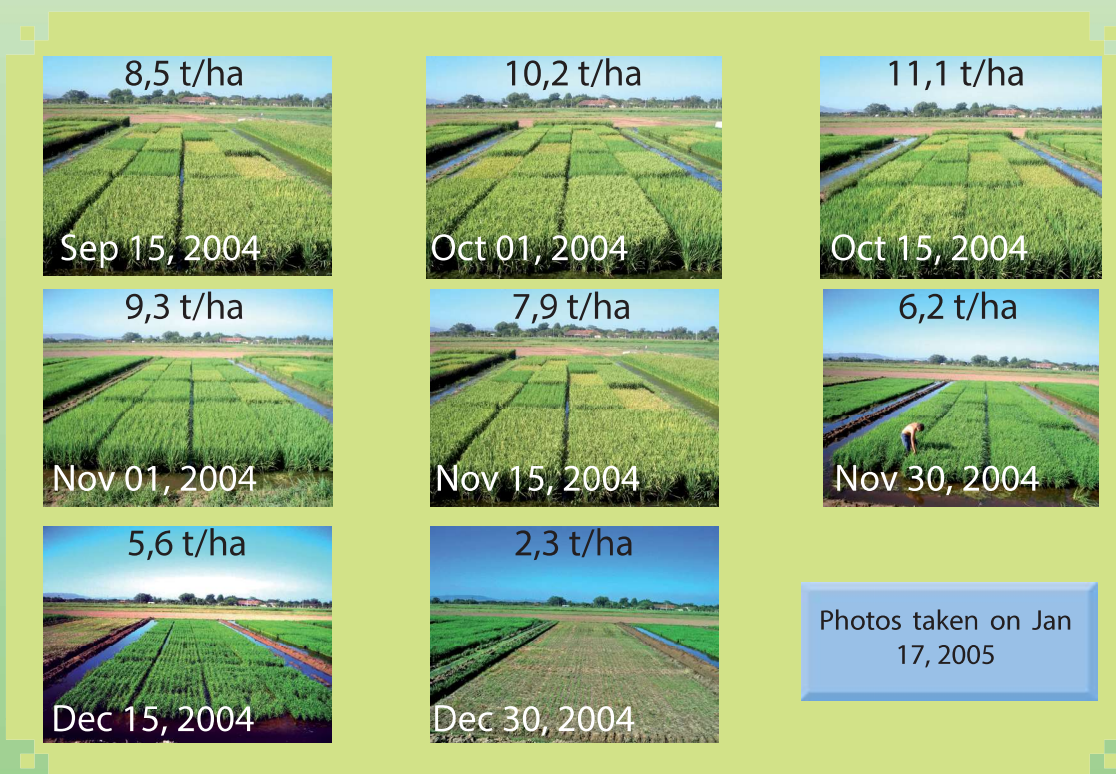 8,5 t/ha
Sep 15, 2004
10,2 t/ha
Oct 01, 2004
11,1 t/ha
Oct 15, 2004
9,3 t/ha
Nov 01, 2004
7,9 t/ha
Nov 15, 2004
6,2 t/ha
Nov 30, 2004
5,6 t/ha
Dec 15, 2004
2,3 t/ha
Dec 30, 2004
Photos taken on Jan
17, 2005